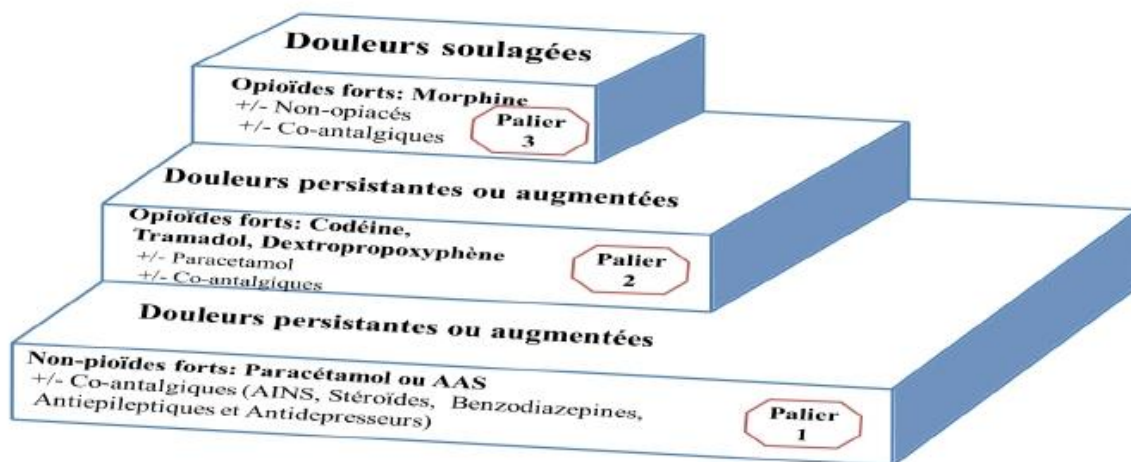 Douleurs soulagées
Opioïdes forts: Morphine
+/- Non-opiacés
+/- Co-antalgiques
Palier
3
Douleurs persistantes ou augmentées
Opioïdes forts: Codéine,
Tramadol, Dextropropoxyphène
+/- Paracetamol
+/- Co-antalgiques
Palier
2
Douleurs persistantes ou augmentées
Non-pioïdes forts: Paracétamol ou AAS
+/- Co-antalgiques (AINS, Stéroïdes, Benzodiazepines,
Antiepileptiques et Antidepresseurs)
Palier
1